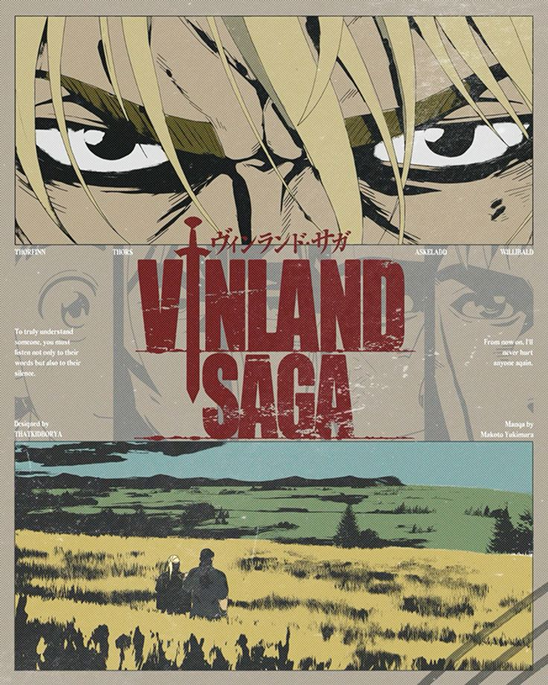 ヴィンランド・サガ
THORFINN
THORS
ASKELADD
WILLIBALD
VINLAND
SAGA
To truly understand
someone, you must
listen not only to their
words but also to their
silence.
From now on, I'll
never hurt
anyone again.
Designed by
THATKIDHORYA
Manga by
Makoto Yukimura